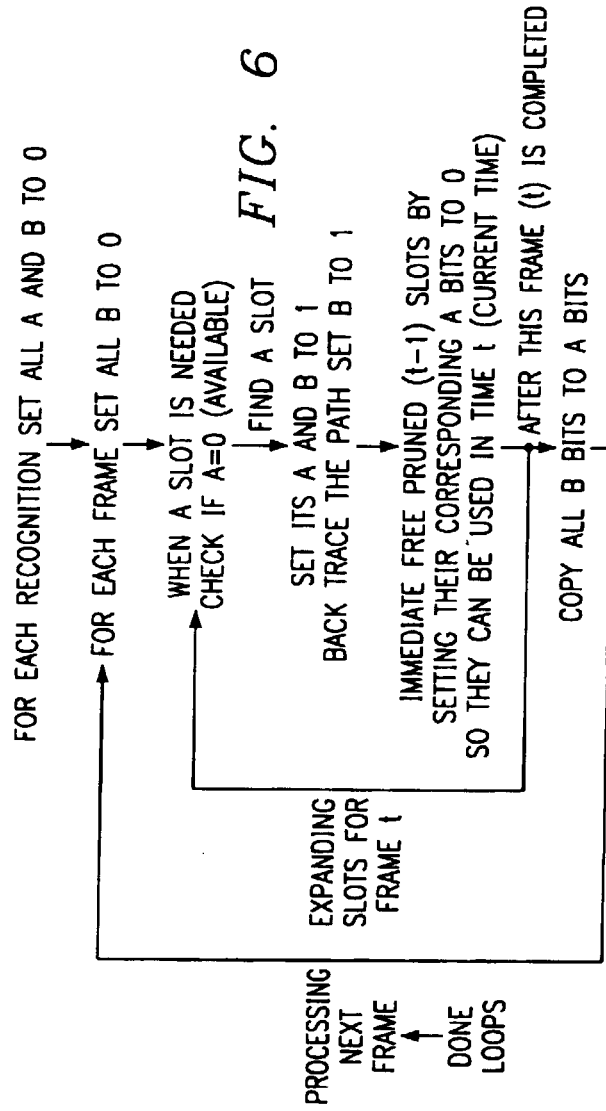 FOR EACH RECOGNITION SET ALL A AND B TO 0
FOR EACH FRAME SET ALL B TO 0
WHEN A SLOT IS NEEDED
CHECK IF A=0 (AVAILABLE)
FIND A SLOT
SET ITS A AND B TO 1
BACK TRACE THE PATH SET B TO 1
IMMEDIATE FREE PRUNED (t-1) SLOTS BY
SETTING THEIR CORRESPONDING A BITS TO 0
SO THEY CAN BE USED IN TIME t (CURRENT TIME)
AFTER THIS FRAME (t) IS COMPLETED
COPY ALL B BITS TO A BITS
EXPANDING
SLOTS FOR
FRAME t
PROCESSING
NEXT
FRAME
DONE
LOOPS
FIG. 6